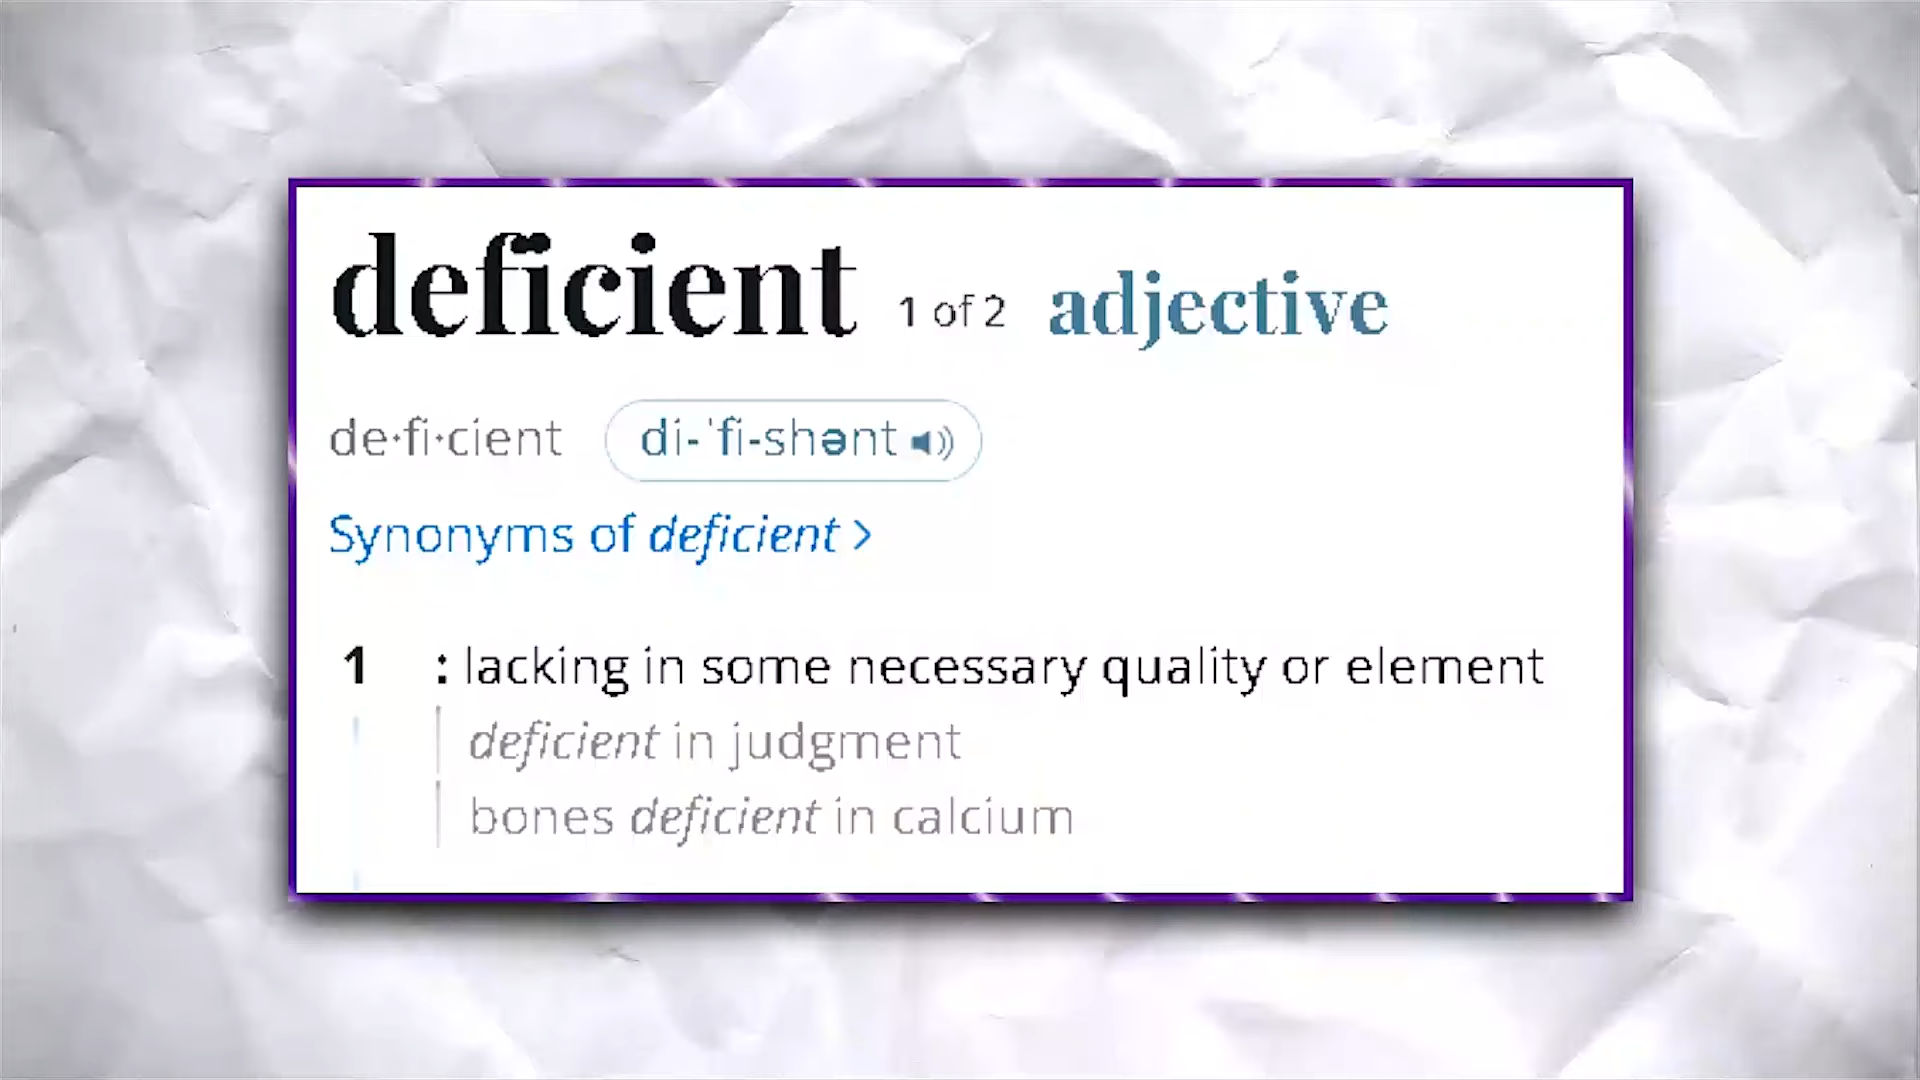 deficient 1 of 2 adjective
de·fi·cient di-ˈfi-shənt
Synonyms of deficient >
1 : lacking in some necessary quality or element
deficient in judgment
bones deficient in calcium